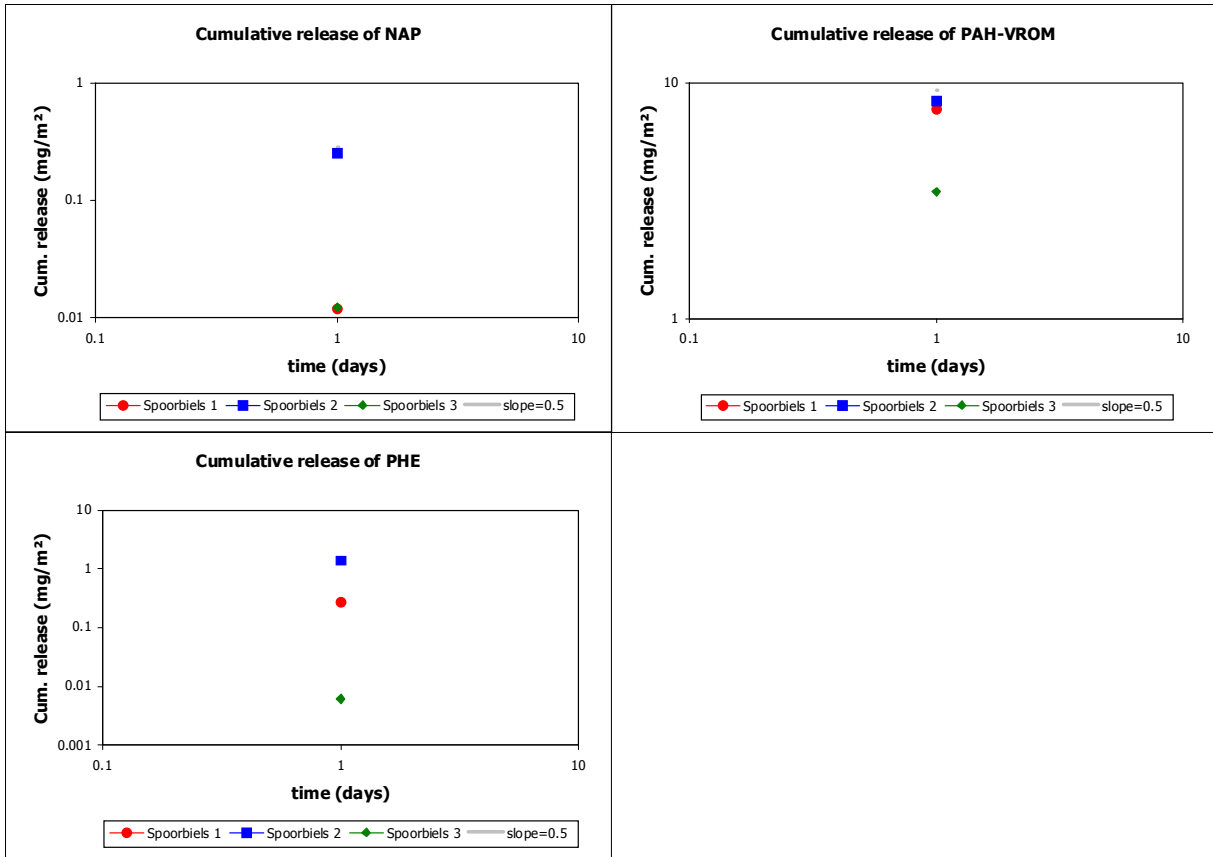 Cumulative release of NAP
Cum. release (mg/m²)
1
0.1
0.01
0.1 1 10
time (days)
Spoorbiels 1 Spoorbiels 2 Spoorbiels 3 slope=0.5
Cumulative release of PAH-VROM
Cum. release (mg/m²)
10
1
0.1 1 10
time (days)
Spoorbiels 1 Spoorbiels 2 Spoorbiels 3 slope=0.5
Cumulative release of PHE
Cum. release (mg/m²)
10
1
0.1
0.01
0.001
0.1 1 10
time (days)
Spoorbiels 1 Spoorbiels 2 Spoorbiels 3 slope=0.5